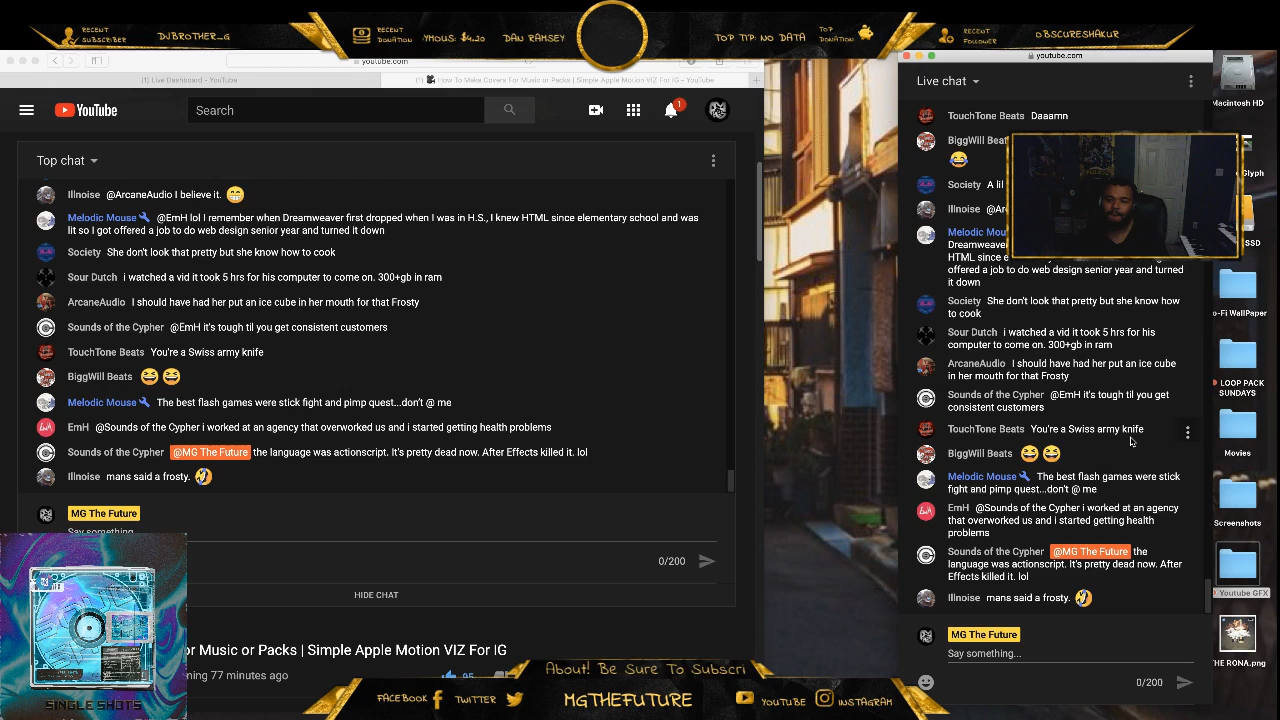 RECENT
SUBSCRIBER
DJBROTHER_G
RECENT
DONATION
YMOUS: $4.20
DAN RAMSEY
TOP TIP: NO DATA
TOP
DONATION
RECENT
FOLLOWER
OBSCURESHAKUR
youtube.com
(1) Live Dashboard - YouTube
How To Make Covers For Music or Packs | Simple Apple Motion VIZ For IG - YouTube
YouTube
Search
1
Top chat
Illnoise @ArcaneAudio I believe it.
Melodic Mouse @EmH lol I remember when Dreamweaver first dropped when I was in H.S., I knew HTML since elementary school and was
lit so I got offered a job to do web design senior year and turned it down
Society She don't look that pretty but she know how to cook
Sour Dutch i watched a vid it took 5 hrs for his computer to come on. 300+gb in ram
ArcaneAudio I should have had her put an ice cube in her mouth for that Frosty
Sounds of the Cypher @EmH it's tough til you get consistent customers
TouchTone Beats You're a Swiss army knife
BiggWill Beats
Melodic Mouse The best flash games were stick fight and pimp quest...don't @ me
EmH @Sounds of the Cypher i worked at an agency that overworked us and i started getting health problems
Sounds of the Cypher @MG The Future the language was actionscript. It's pretty dead now. After Effects killed it. lol
Illnoise mans said a frosty.
MG The Future
Say something...
0/200
HIDE CHAT
or Music or Packs | Simple Apple Motion VIZ For IG
ning 77 minutes ago
95
SINGLE SHOTS
youtube.com
Live chat
TouchTone Beats Daaamn
BiggWill Beat
Society A lil
Illnoise @Ar
Melodic Mou
Dreamweaver
HTML since e
offered a job to do web design senior year and turned
it down
Society She don't look that pretty but she know how
to cook
Sour Dutch i watched a vid it took 5 hrs for his
computer to come on. 300+gb in ram
ArcaneAudio I should have had her put an ice cube
in her mouth for that Frosty
Sounds of the Cypher @EmH it's tough til you get
consistent customers
TouchTone Beats You're a Swiss army knife
BiggWill Beats
Melodic Mouse The best flash games were stick
fight and pimp quest...don't @ me
EmH @Sounds of the Cypher i worked at an agency
that overworked us and i started getting health
problems
Sounds of the Cypher @MG The Future the
language was actionscript. It's pretty dead now. After
Effects killed it. lol
Illnoise mans said a frosty.
MG The Future
Say something...
0/200
Macintosh HD
Glyph
SSD
o-Fi WallPaper
LOOP PACK
SUNDAYS
Movies
Screenshots
Youtube GFX
THE RONA.png
About! Be Sure To Subscri
FACEBOOK
TWITTER
MGTHEFUTURE
YOUTUBE
INSTAGRAM